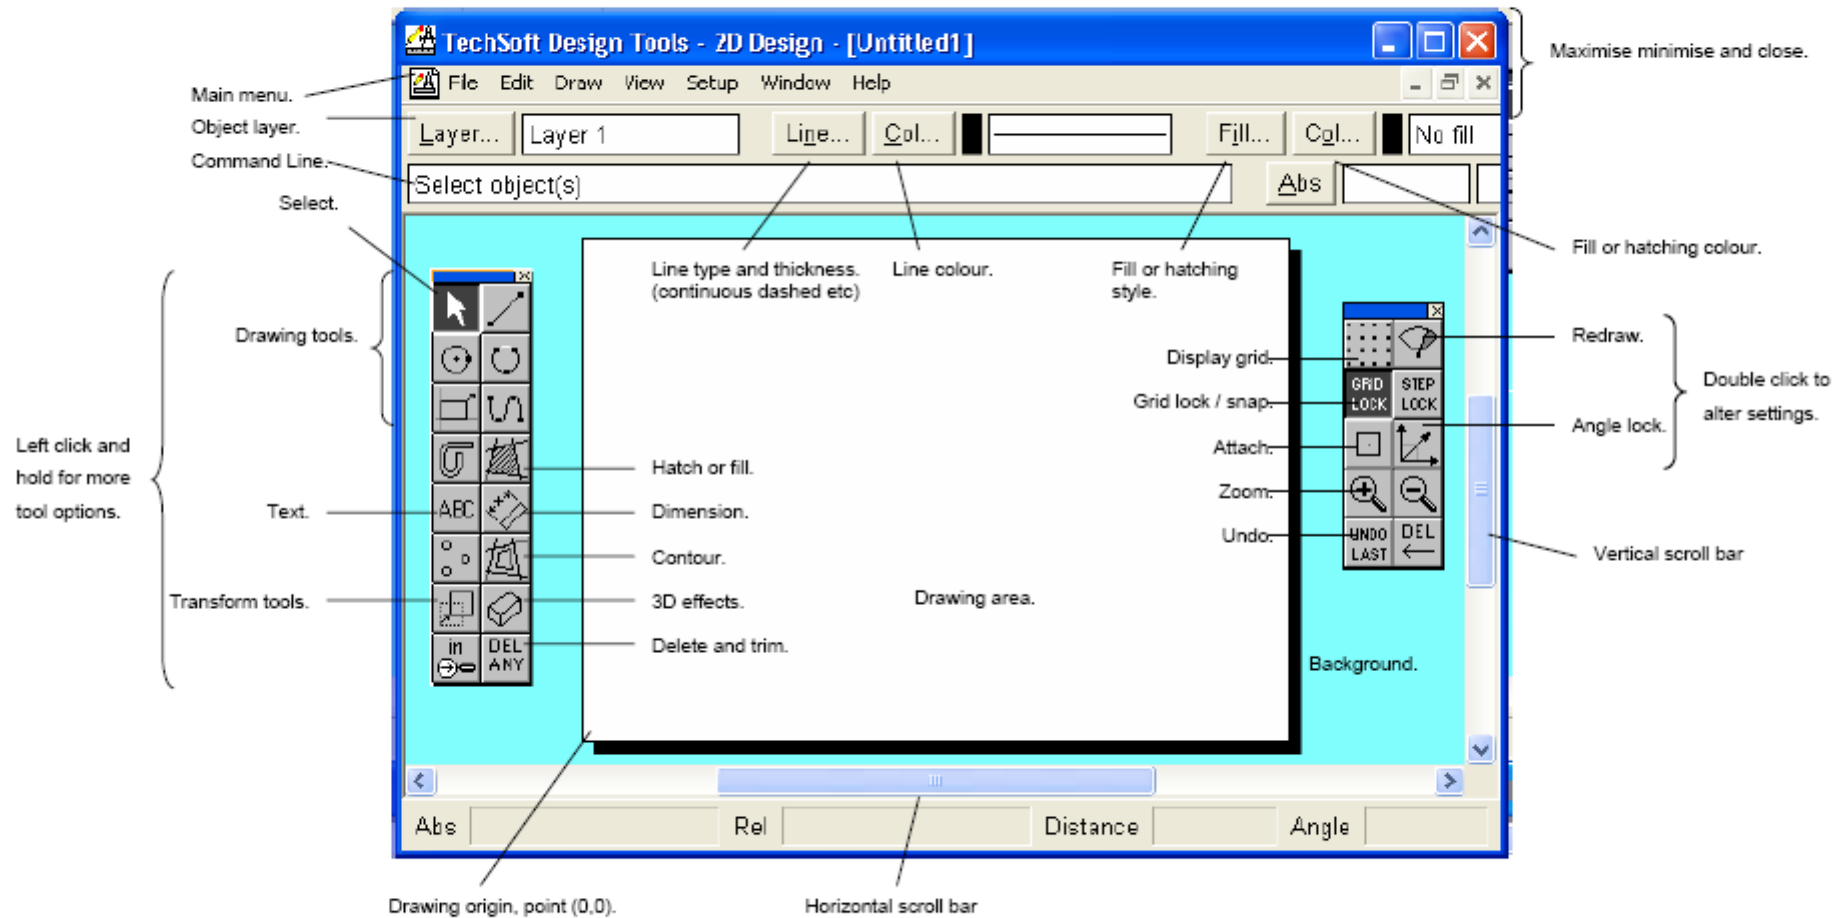 TechSoft Design Tools - 2D Design - [Untitled1]
Maximise minimise and close.
File Edit Draw View Setup Window Help
Main menu.
Object layer.
Layer... Layer 1 Line... Col... Fill... Col... No fill
Command Line.
Select object(s) Abs
Select.
Fill or hatching colour.
Line type and thickness.
(continuous dashed etc)
Line colour.
Fill or hatching
style.
Drawing tools.
Redraw.
Display grid.
GRID
LOCK
STEP
LOCK
Grid lock / snap.
Double click to
alter settings.
Angle lock.
Attach.
Left click and
hold for more
tool options.
Hatch or fill.
Zoom.
Text.
ABC
Dimension.
Undo.
UNDO
LAST
DEL
Vertical scroll bar
Contour.
Transform tools.
3D effects.
Drawing area.
in
DEL
ANY
Delete and trim.
Background.
Abs Rel Distance Angle
Drawing origin, point (0,0).
Horizontal scroll bar